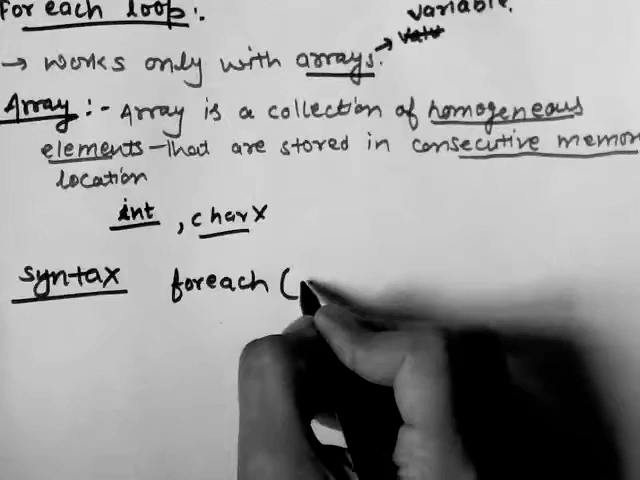 For each loop:.
variable.
→ works only with arrays. →
Array :- Array is a collection of homogeneous
elements that are stored in consecutive memor
location
int , char X
syntax foreach (